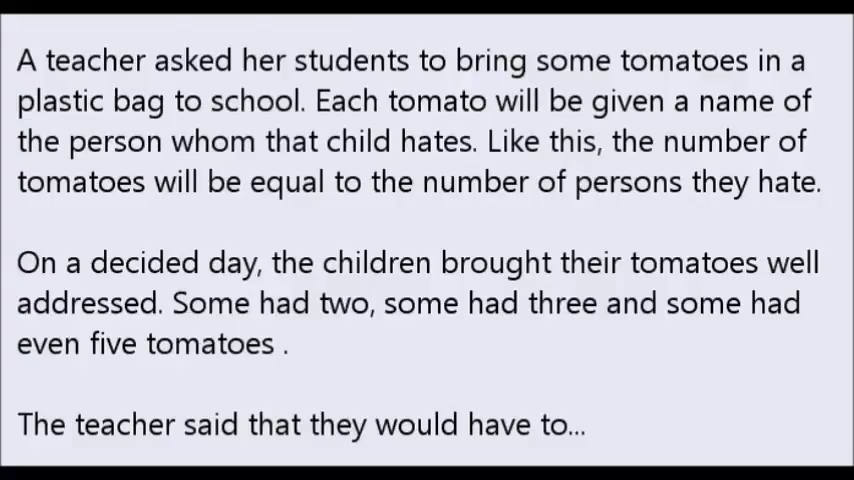 A teacher asked her students to bring some tomatoes in a
plastic bag to school. Each tomato will be given a name of
the person whom that child hates. Like this, the number of
tomatoes will be equal to the number of persons they hate.
On a decided day, the children brought their tomatoes well
addressed. Some had two, some had three and some had
even five tomatoes .
The teacher said that they would have to...